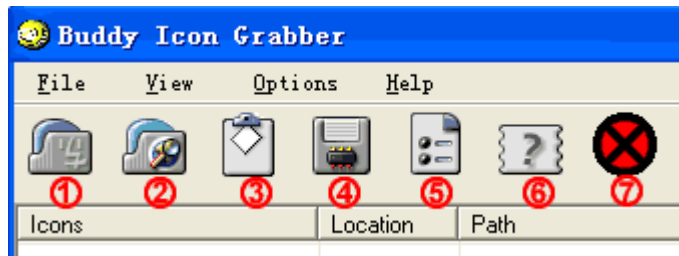 Buddy Icon Grabber
File View Options Help
?
① ② ③ ④ ⑤ ⑥ ⑦
Icons Location Path